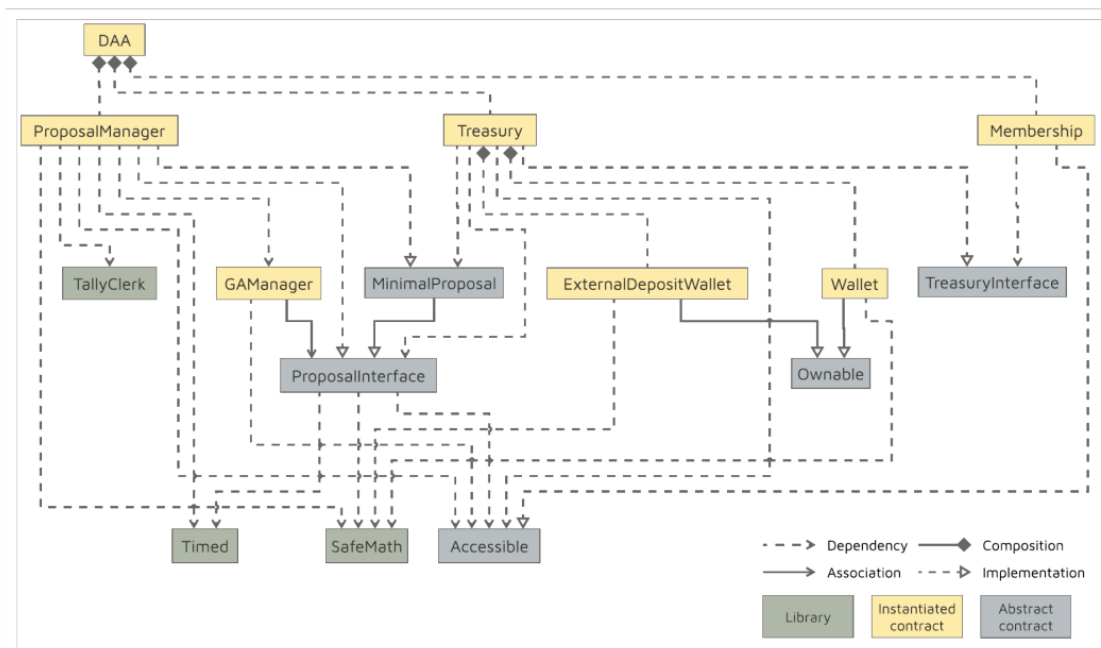 DAA
ProposalManager
Treasury
Membership
TallyClerk
GAManager
MinimalProposal
ExternalDepositWallet
Wallet
TreasuryInterface
ProposalInterface
Ownable
Timed
SafeMath
Accessible
Dependency
Composition
Association
Implementation
Library
Instantiated
contract
Abstract
contract